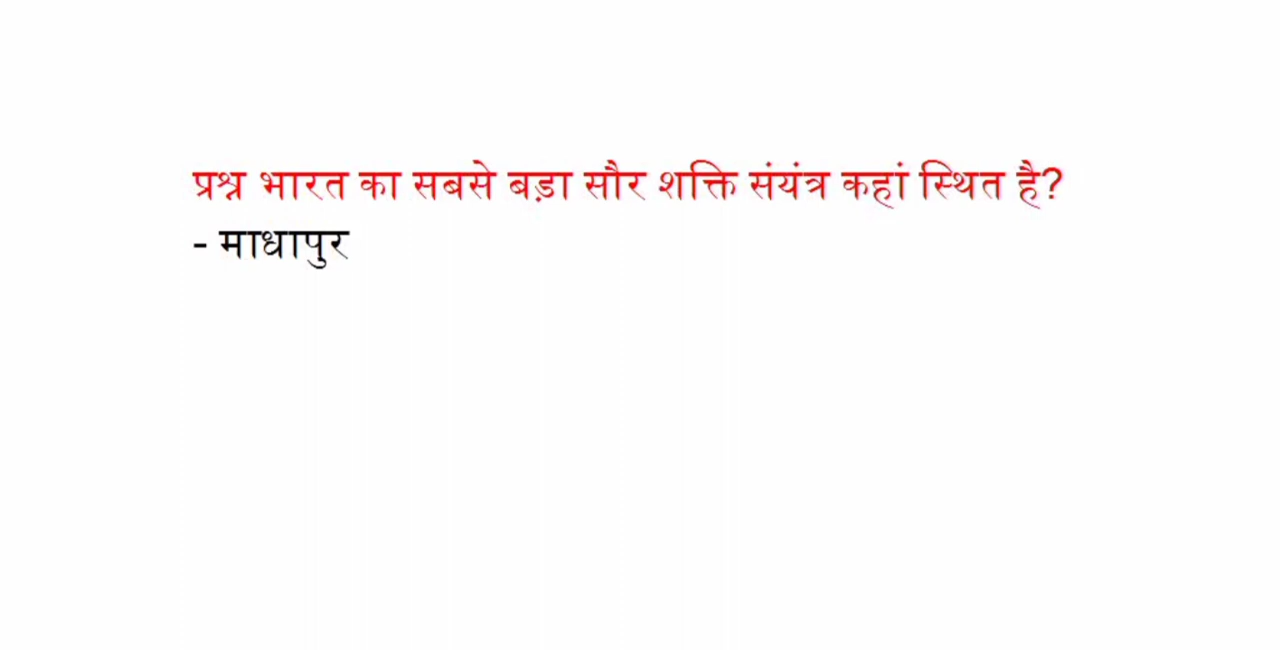 प्रश्न भारत का सबसे बड़ा सौर शक्ति संयंत्र कहां स्थित है?
- माधापुर